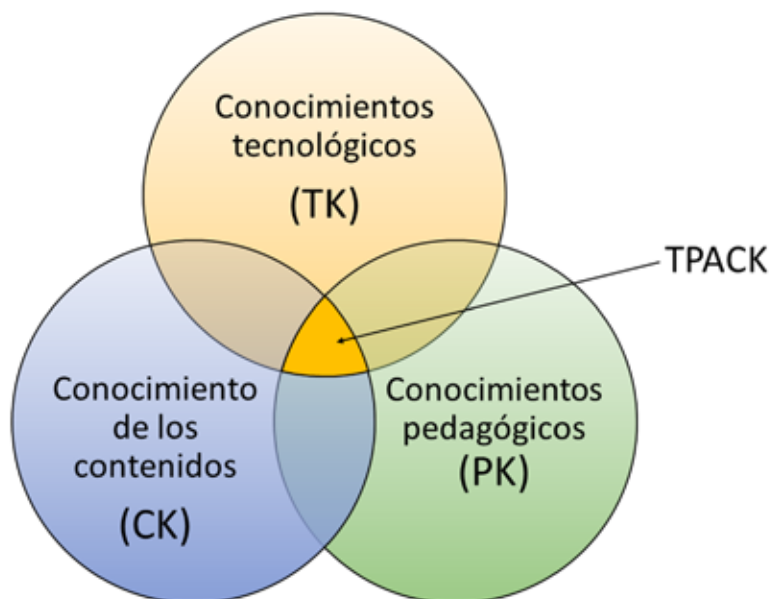 Conocimientos
tecnológicos
(TK)
TPACK
Conocimiento
de los
contenidos
(CK)
Conocimientos
pedagógicos
(PK)